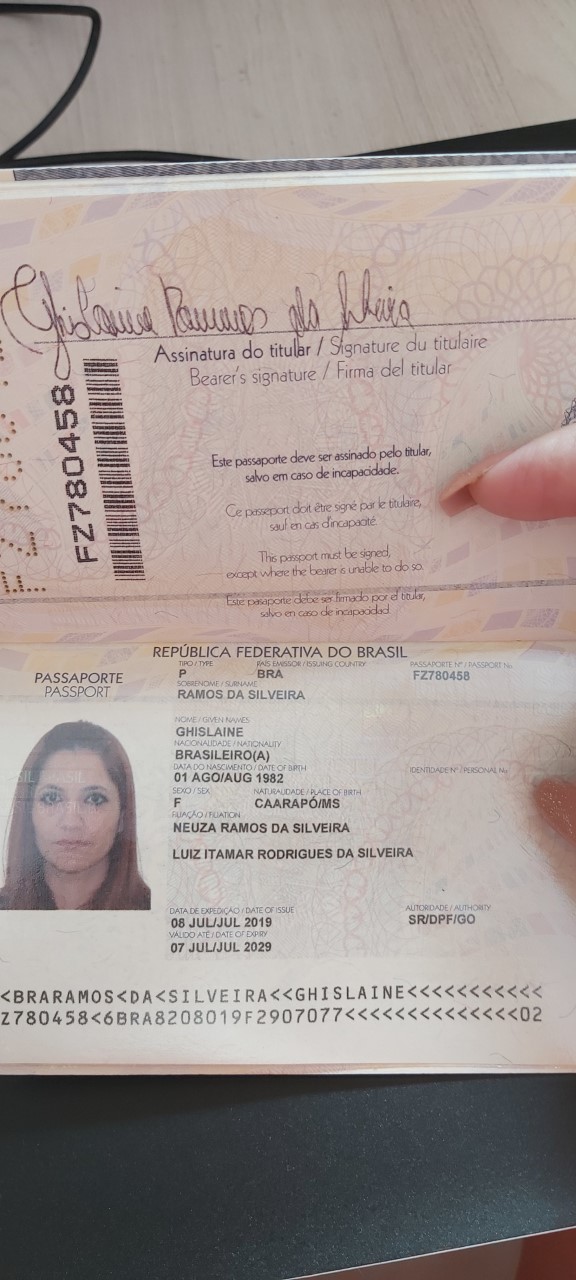 Ghislaine Ramos da Silveira
Assinatura do titular / Signature du titulaire
Bearer's signature / Firma del titular
FZ780458
Este passaporte deve ser assinado pelo titular,
salvo em caso de incapacidade.
Ce passeport doit être signé par le titulaire,
sauf en cas d'incapacité.
This passport must be signed,
except where the bearer is unable to do so.
Este pasaporte debe ser firmado por el titular,
salvo en caso de incapacidad.
REPÚBLICA FEDERATIVA DO BRASIL
PASSAPORTE
PASSPORT
TIPO / TYPE PAÍS EMISSOR / ISSUING COUNTRY PASSAPORTE Nº / PASSPORT No.
P BRA FZ780458
SOBRENOME / SURNAME
RAMOS DA SILVEIRA
NOME / GIVEN NAMES
GHISLAINE
NACIONALIDADE / NATIONALITY
BRASILEIRO(A)
DATA DE NASCIMENTO / DATE OF BIRTH IDENTIDADE Nº / PERSONAL No.
01 AGO/AUG 1982
SEXO / SEX NATURALIDADE / PLACE OF BIRTH
F CAARAPÓ/MS
FILIAÇÃO / FILIATION
NEUZA RAMOS DA SILVEIRA
LUIZ ITAMAR RODRIGUES DA SILVEIRA
DATA DE EXPEDIÇÃO / DATE OF ISSUE AUTORIDADE / AUTHORITY
08 JUL/JUL 2019 SR/DPF/GO
VÁLIDO ATÉ / DATE OF EXPIRY
07 JUL/JUL 2029
<BRARAMOS<DA<SILVEIRA<<GHISLAINE<<<<<<<<<<<
Z780458<6BRA8208019F2907077<<<<<<<<<<<<<<02